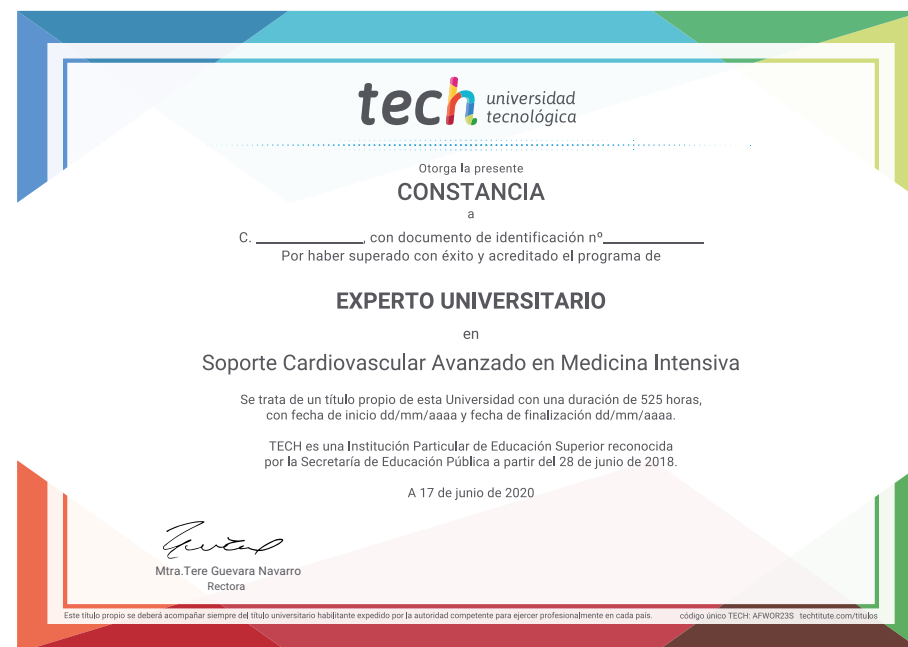 tech universidad
tecnológica
Otorga la presente
CONSTANCIA
a
C. ____________, con documento de identificación nº___________
Por haber superado con éxito y acreditado el programa de
EXPERTO UNIVERSITARIO
en
Soporte Cardiovascular Avanzado en Medicina Intensiva
Se trata de un título propio de esta Universidad con una duración de 525 horas,
con fecha de inicio dd/mm/aaaa y fecha de finalización dd/mm/aaaa.
TECH es una Institución Particular de Educación Superior reconocida
por la Secretaría de Educación Pública a partir del 28 de junio de 2018.
A 17 de junio de 2020
Mtra.Tere Guevara Navarro
Rectora
Este título propio se deberá acompañar siempre del título universitario habilitante expedido por la autoridad competente para ejercer profesionalmente en cada país. código único TECH: AFWOR23S techtitute.com/titulos